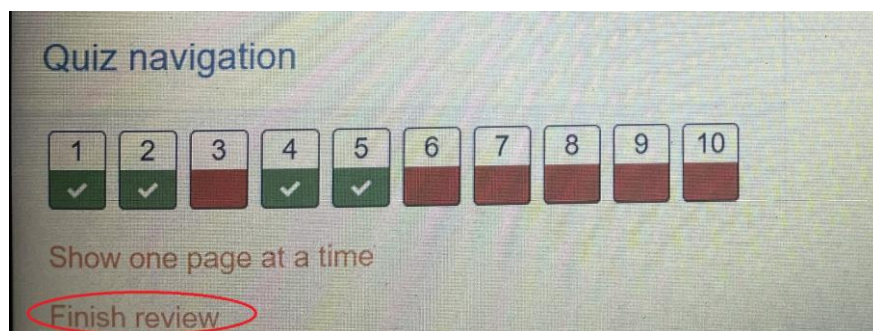 Quiz navigation
1 2 3 4 5 6 7 8 9 10
Show one page at a time
Finish review